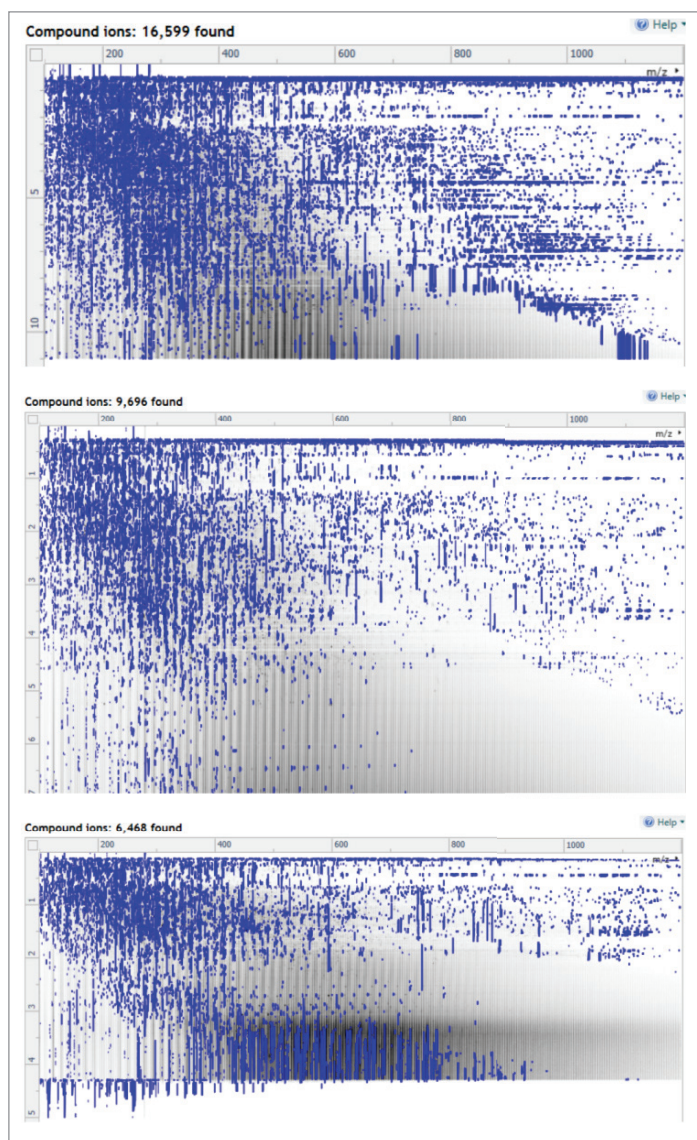 Compound ions: 16,599 found
Help
200 400 600 800 1000
m/z
5
10
Compound ions: 9,696 found
Help
200 400 600 800 1000
m/z
1
2
3
4
5
6
7
Compound ions: 6,468 found
Help
200 400 600 800 1000
m/z
1
2
3
4
5